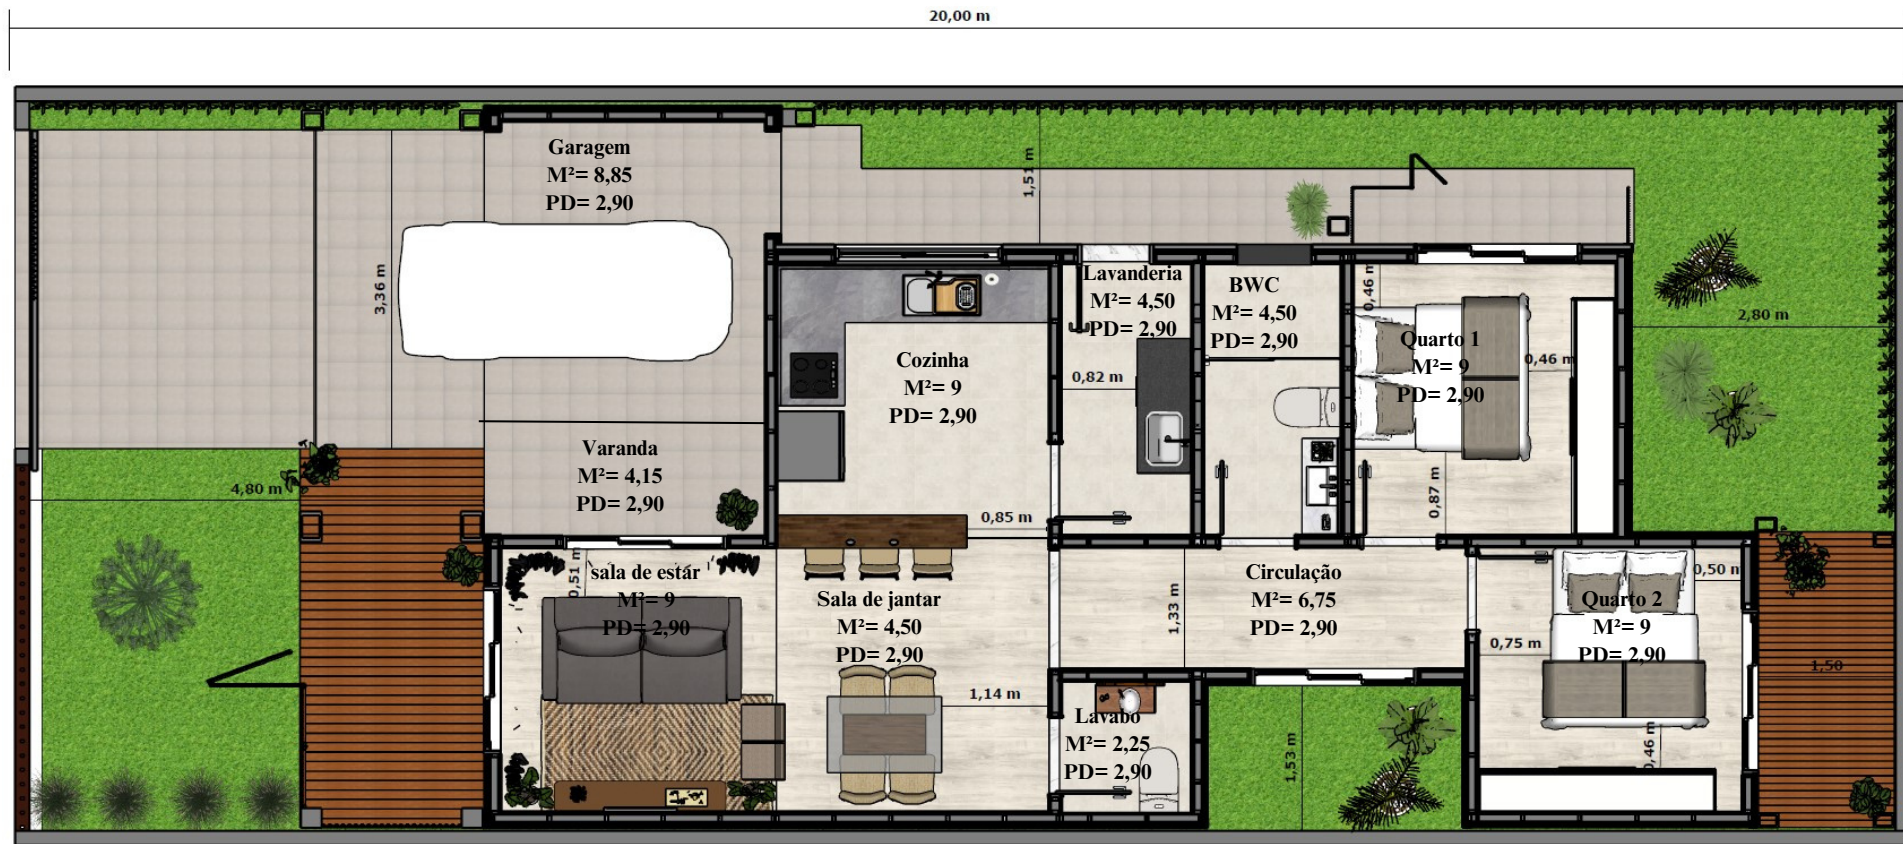 20,00 m
Garagem
M²= 8,85
PD= 2,90
1,51 m
3,36 m
Lavanderia
M²= 4,50
PD= 2,90
BWC
M²= 4,50
PD= 2,90
0,46 m
Quarto 1
M²= 9
PD= 2,90
0,46 m
2,80 m
Cozinha
M²= 9
PD= 2,90
0,82 m
Varanda
M²= 4,15
PD= 2,90
4,80 m
0,85 m
0,87 m
sala de estar
M²= 9
PD= 2,90
0,51 m
Sala de jantar
M²= 4,50
PD= 2,90
1,14 m
1,33 m
Circulação
M²= 6,75
PD= 2,90
0,50 m
Quarto 2
M²= 9
PD= 2,90
0,75 m
1,50
Lavabo
M²= 2,25
PD= 2,90
1,53 m
0,46 m